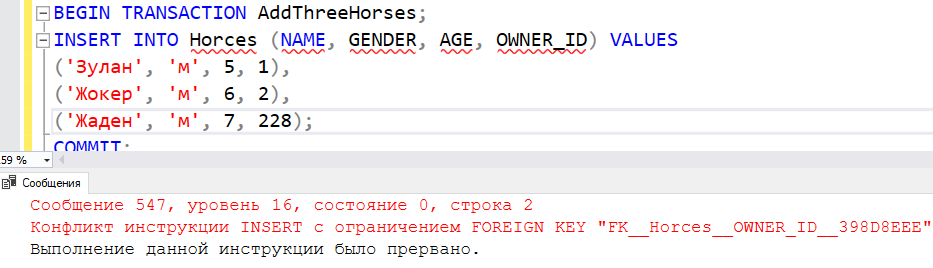 BEGIN TRANSACTION AddThreeHorses;
INSERT INTO Horces (NAME, GENDER, AGE, OWNER_ID) VALUES
('Зулан', 'м', 5, 1),
('Жокер', 'м', 6, 2),
('Жаден', 'м', 7, 228);
COMMIT;
59 %
Сообщения
Сообщение 547, уровень 16, состояние 0, строка 2
Конфликт инструкции INSERT с ограничением FOREIGN KEY "FK__Horces__OWNER_ID__398D8EEE"
Выполнение данной инструкции было прервано.